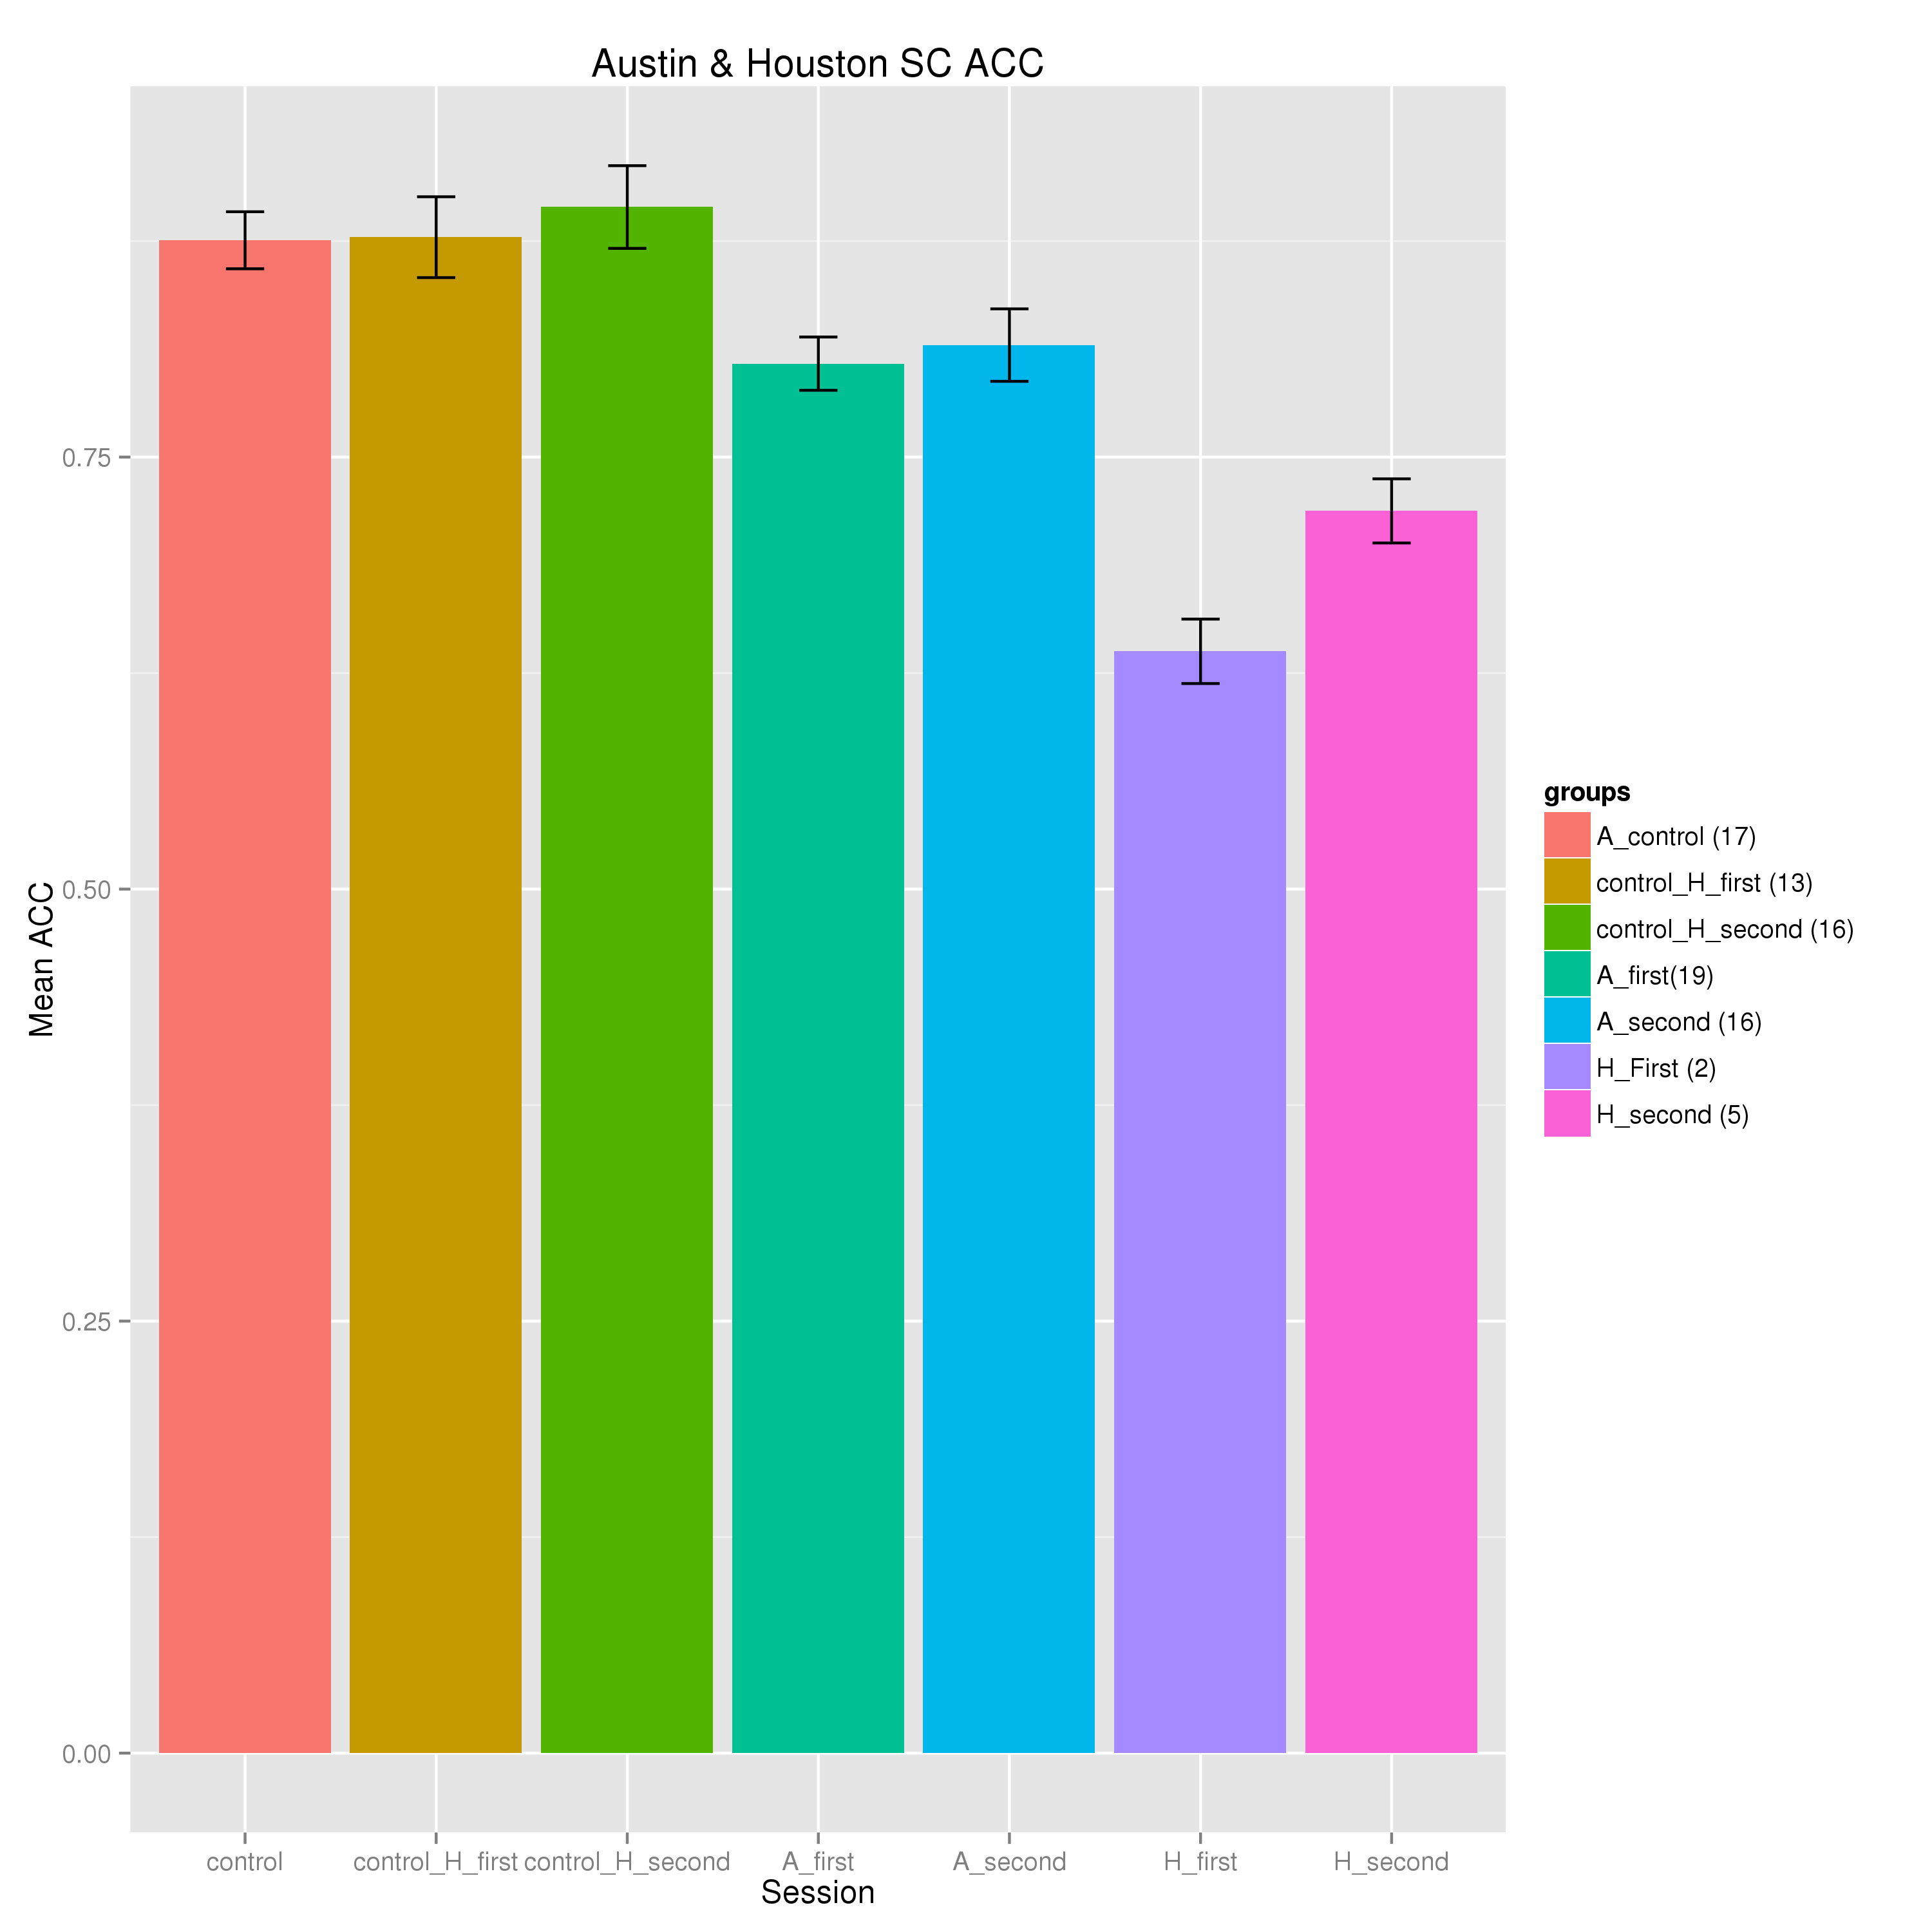 Austin & Houston SC ACC
Mean ACC
0.75
0.50
0.25
0.00
control control_H_first control_H_second A_first A_second H_first H_second
Session
groups
A_control (17)
control_H_first (13)
control_H_second (16)
A_first(19)
A_second (16)
H_First (2)
H_second (5)